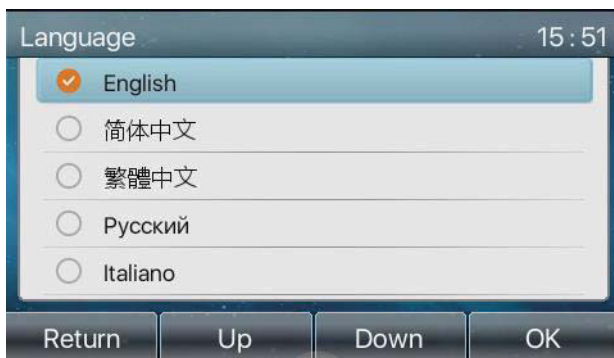 Language 15:51
English
简体中文
繁體中文
Русский
Italiano
Return Up Down OK